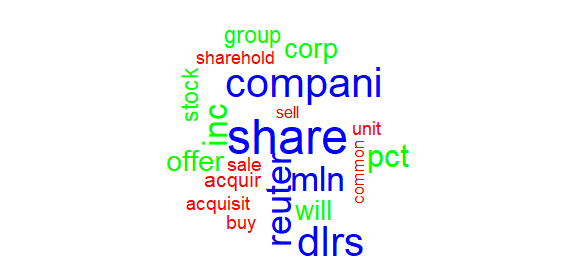 group
corp
sharehold
compani
stock
sell
inc
share
unit
offer
sale
pct
common
acquir
reuter
mln
acquisit
will
buy
dlrs